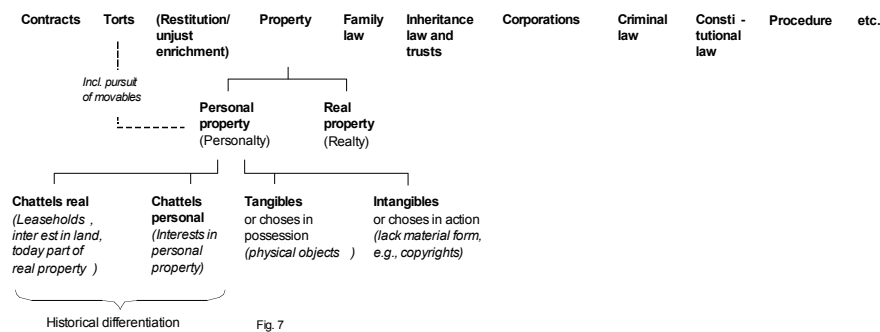 Contracts Torts (Restitution/ Property Family Inheritance Corporations Criminal Consti - Procedure etc.
unjust law law and law tutional
enrichment) trusts law
Incl. pursuit
of movables
Personal Real
property property
(Personalty) (Realty)
Chattels real Chattels Tangibles Intangibles
(Leaseholds , personal or choses in or choses in action
inter est in land, (Interests in possession (lack material form,
today part of personal (physical objects ) e.g., copyrights)
real property ) property)
Historical differentiation Fig. 7